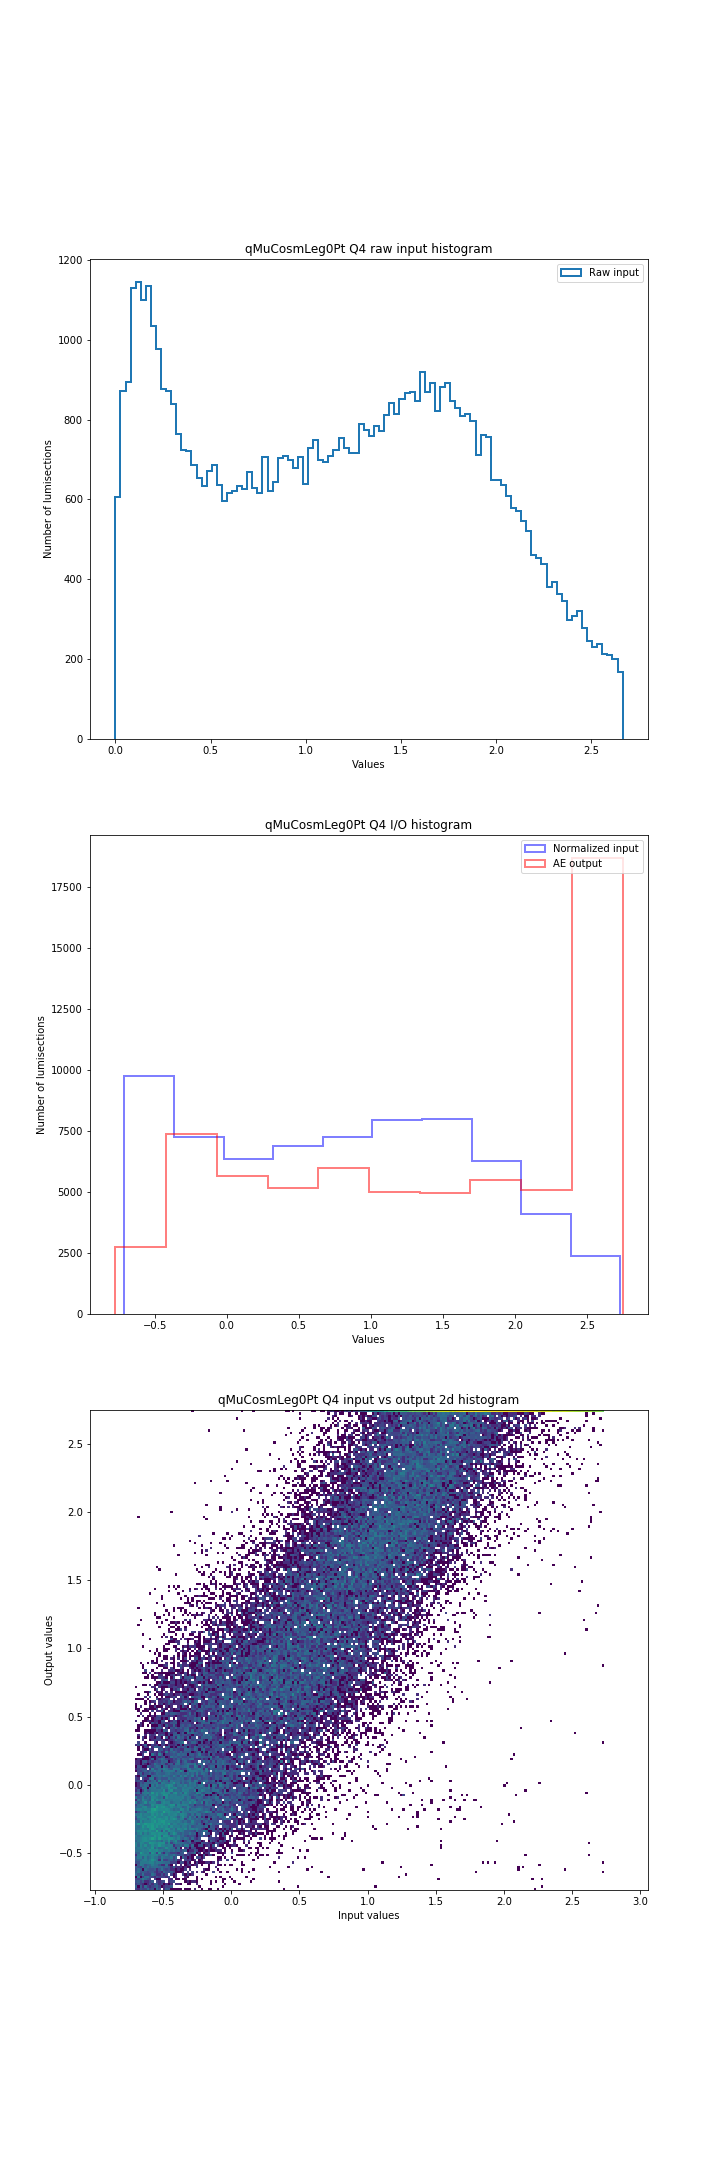 qMuCosmLeg0Pt Q4 raw input histogram
1200
1000
800
600
400
200
0
Number of lumisections
Raw input
0.0 0.5 1.0 1.5 2.0 2.5
Values
qMuCosmLeg0Pt Q4 I/O histogram
17500
15000
12500
10000
7500
5000
2500
0
Number of lumisections
Normalized input
AE output
−0.5 0.0 0.5 1.0 1.5 2.0 2.5
Values
qMuCosmLeg0Pt Q4 input vs output 2d histogram
2.5
2.0
1.5
1.0
0.5
0.0
−0.5
Output values
−1.0 −0.5 0.0 0.5 1.0 1.5 2.0 2.5 3.0
Input values